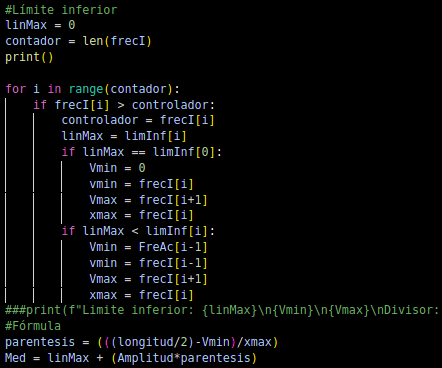 #Límite inferior
linMax = 0
contador = len(frecI)
print()
for i in range(contador):
if frecI[i] > controlador:
controlador = frecI[i]
linMax = limInf[i]
if linMax == limInf[0]:
Vmin = 0
vmin = frecI[i]
Vmax = frecI[i+1]
xmax = frecI[i]
if linMax < limInf[i]:
Vmin = FreAc[i-1]
vmin = frecI[i-1]
Vmax = frecI[i+1]
xmax = frecI[i]
###print(f"Limite inferior: {linMax}\n{Vmin}\n{Vmax}\nDivisor:
#Fórmula
parentesis = (((longitud/2)-Vmin)/xmax)
Med = linMax + (Amplitud*parentesis)